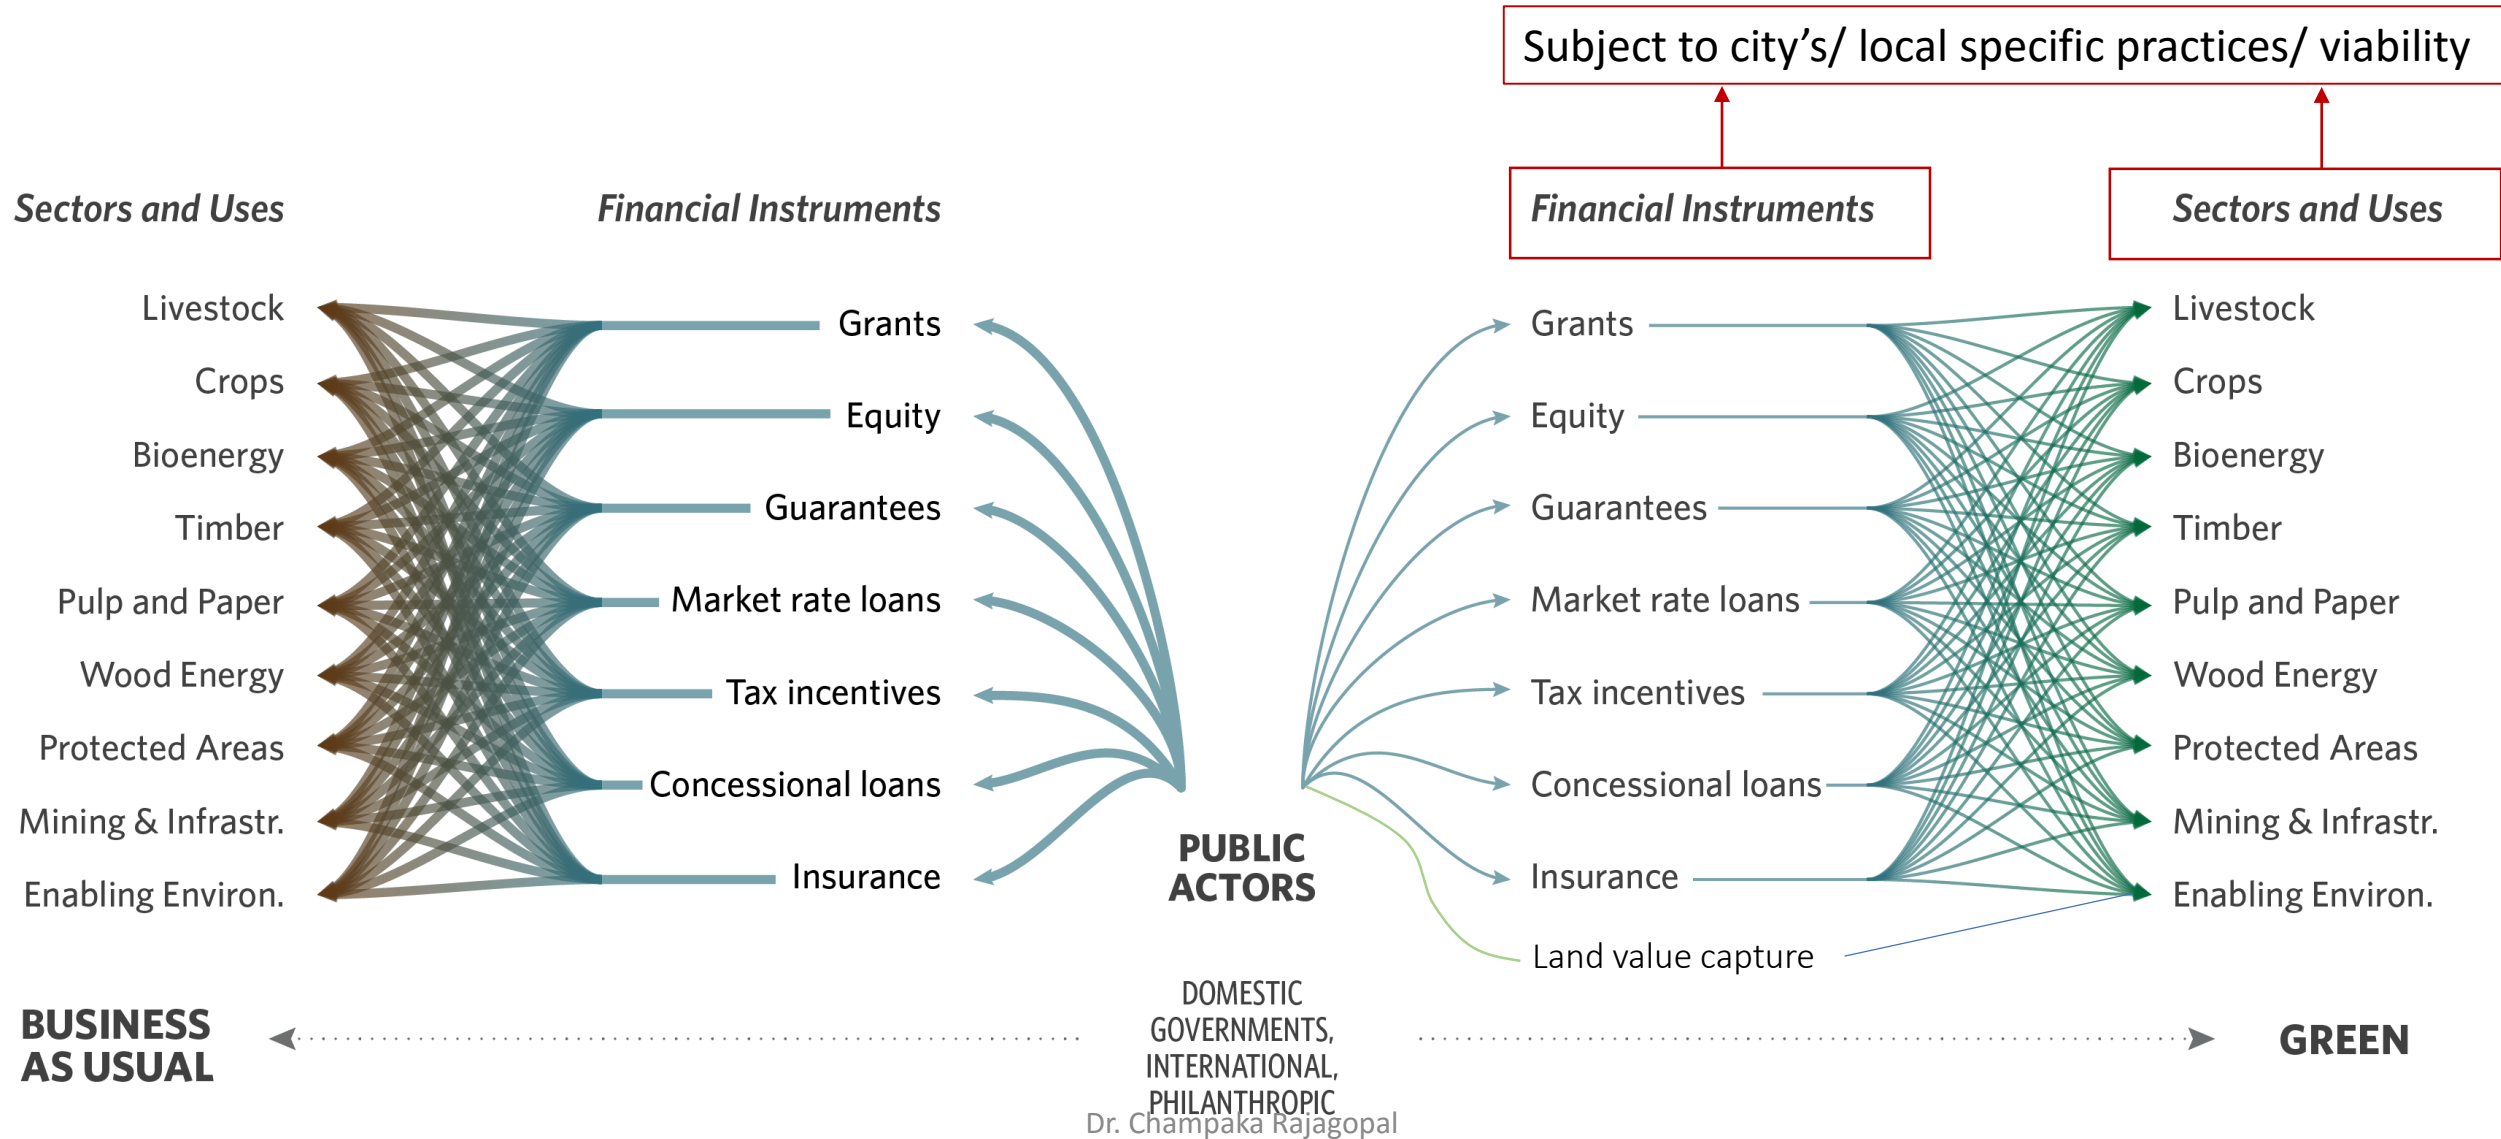 Subject to city's/ local specific practices/ viability
Sectors and Uses
Financial Instruments
Financial Instruments
Sectors and Uses
Livestock
Crops
Bioenergy
Timber
Pulp and Paper
Wood Energy
Protected Areas
Mining & Infrastr.
Enabling Environ.
Grants
Equity
Guarantees
Market rate loans
Tax incentives
Concessional loans
Insurance
PUBLIC
ACTORS
DOMESTIC
GOVERNMENTS,
INTERNATIONAL,
PHILANTHROPIC
Grants
Equity
Guarantees
Market rate loans
Tax incentives
Concessional loans
Insurance
Land value capture
Livestock
Crops
Bioenergy
Timber
Pulp and Paper
Wood Energy
Protected Areas
Mining & Infrastr.
Enabling Environ.
BUSINESS
AS USUAL
GREEN
Dr. Champaka Rajagopal